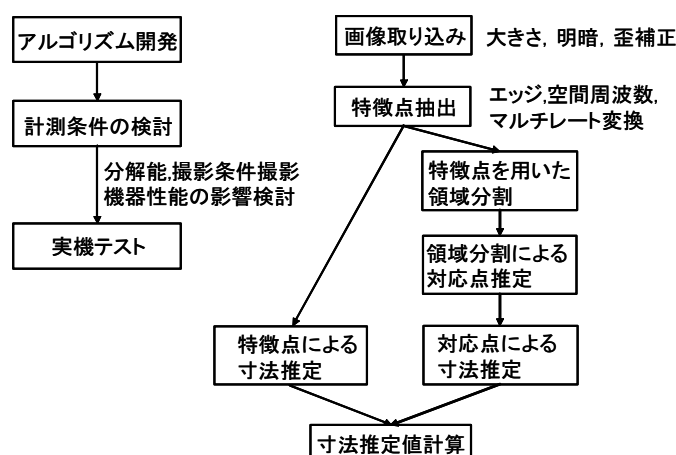 アルゴリズム開発
計測条件の検討
分解能,撮影条件撮影
機器性能の影響検討
実機テスト
画像取り込み
大きさ, 明暗, 歪補正
特徴点抽出
エッジ,空間周波数,
マルチレート変換
特徴点を用いた
領域分割
領域分割による
対応点推定
特徴点による
寸法推定
対応点による
寸法推定
寸法推定値計算